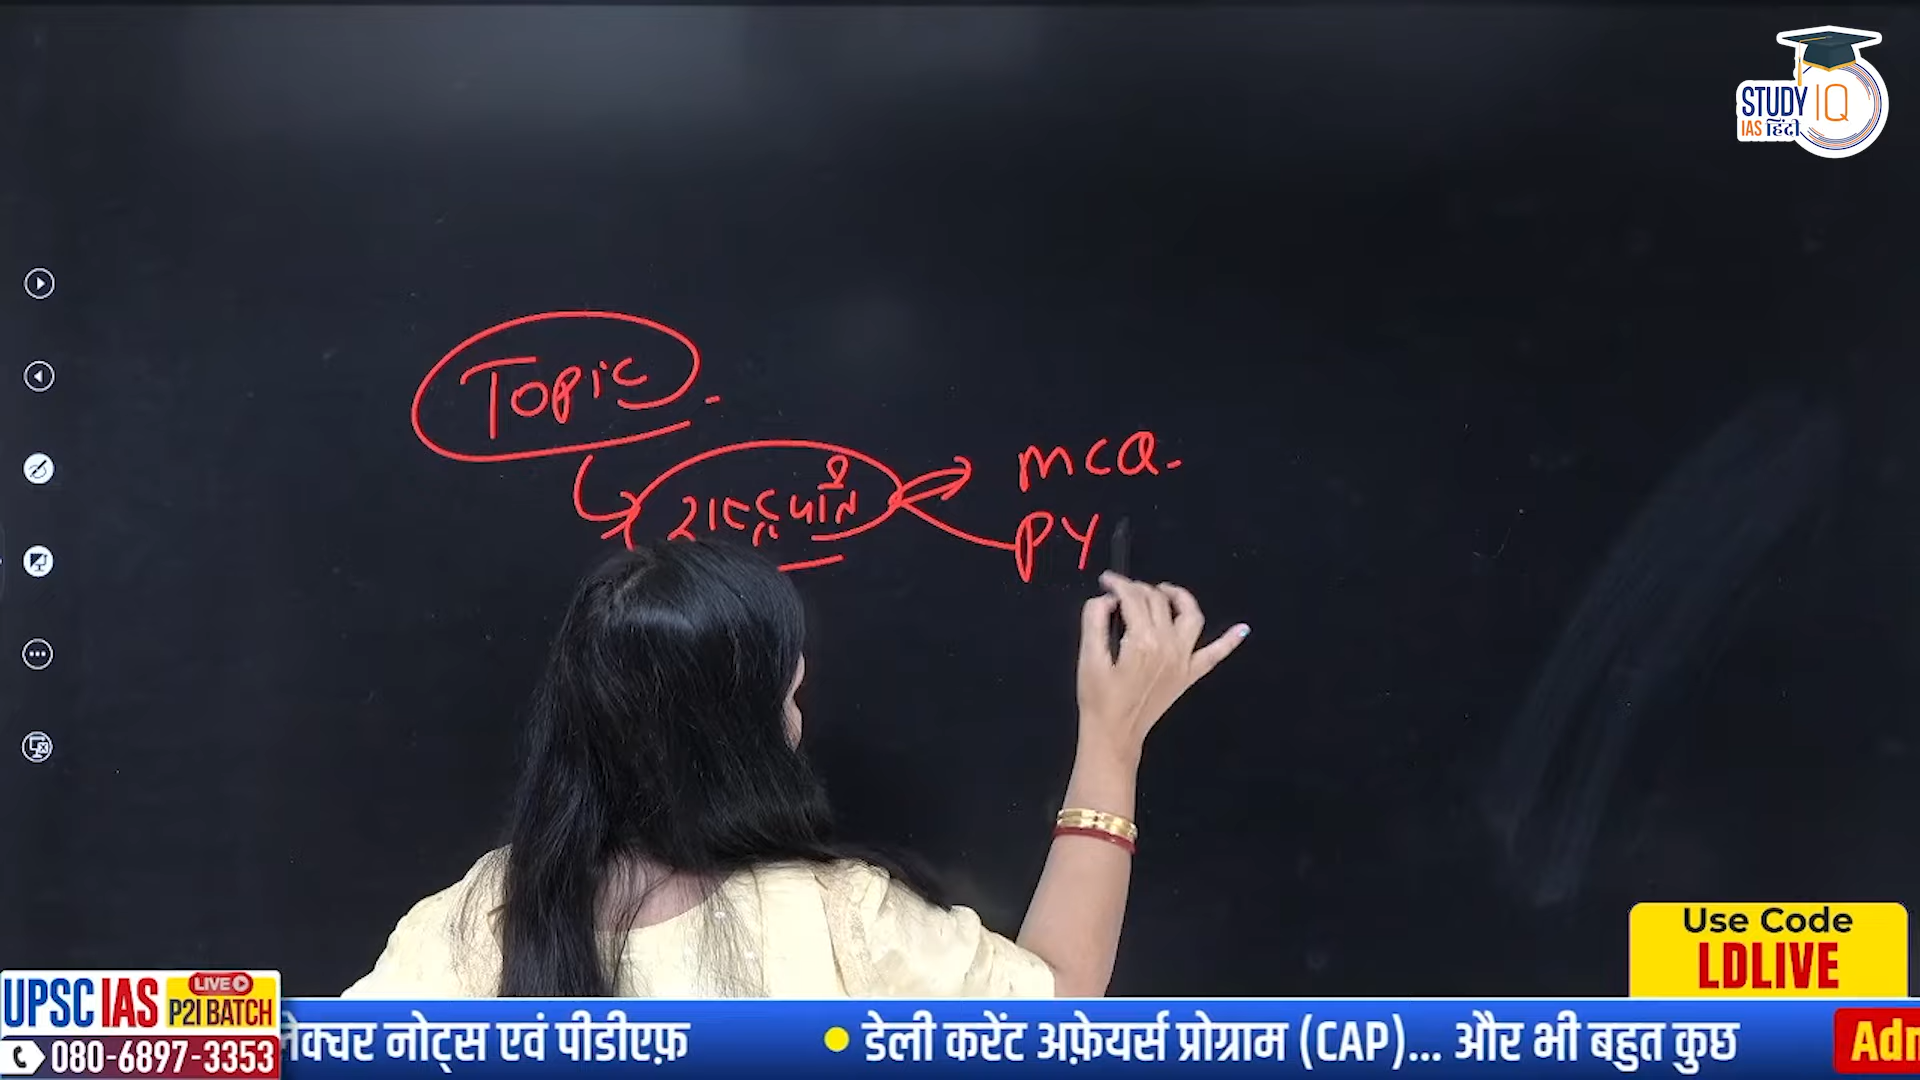 STUDY IQ
IAS हिंदी
Topic
MCQ
PY
Use Code
LDLIVE
LIVE
UPSC IAS P2I BATCH
080-6897-3353
लेक्चर नोट्स एवं पीडीएफ़ ● डेली करेंट अफ़ेयर्स प्रोग्राम (CAP)... और भी बहुत कुछ Adm